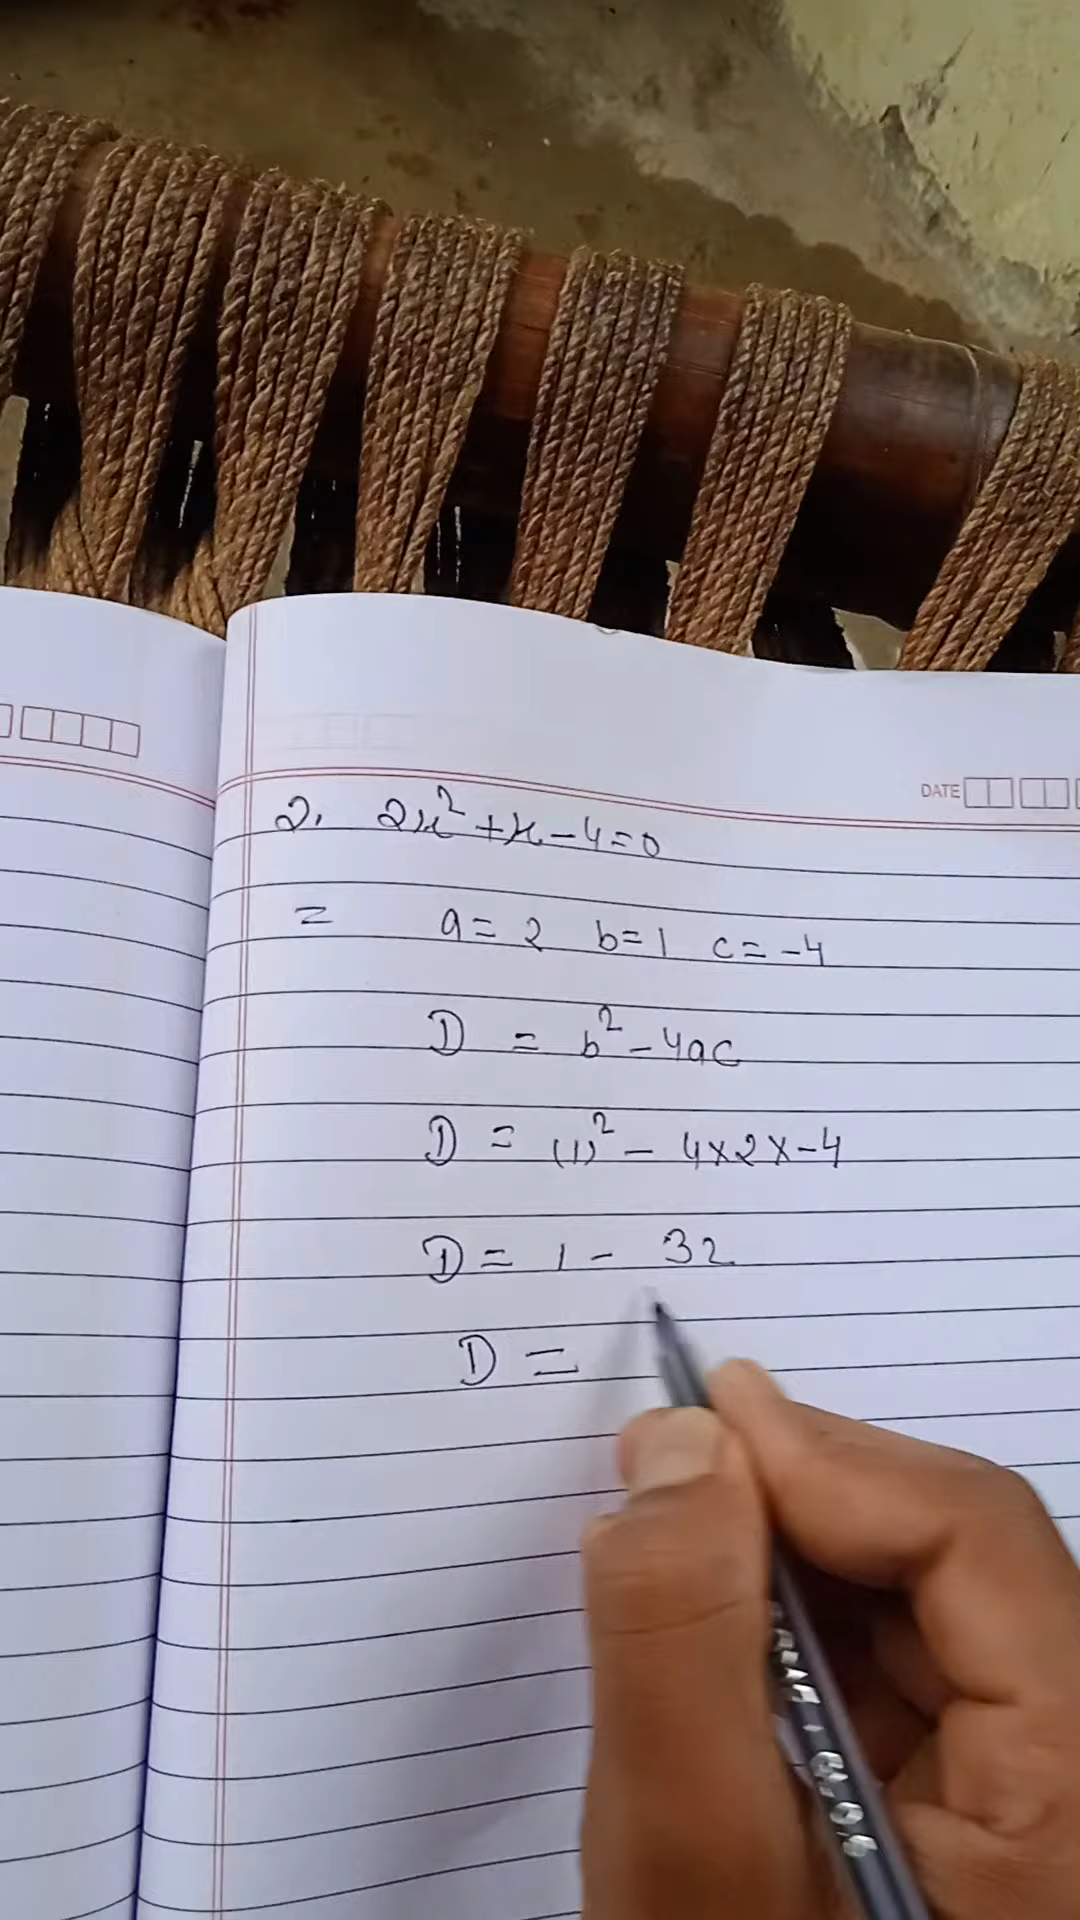 DATE
2. 2x² + x - 4 = 0
= a = 2 b = 1 c = -4
D = b² - 4ac
D = (1)² - 4×2×-4
D = 1 - 32
D =